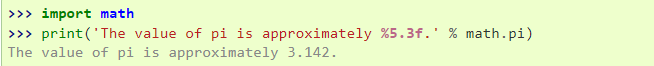 >>> import math
>>> print('The value of pi is approximately %5.3f.' % math.pi)
The value of pi is approximately 3.142.